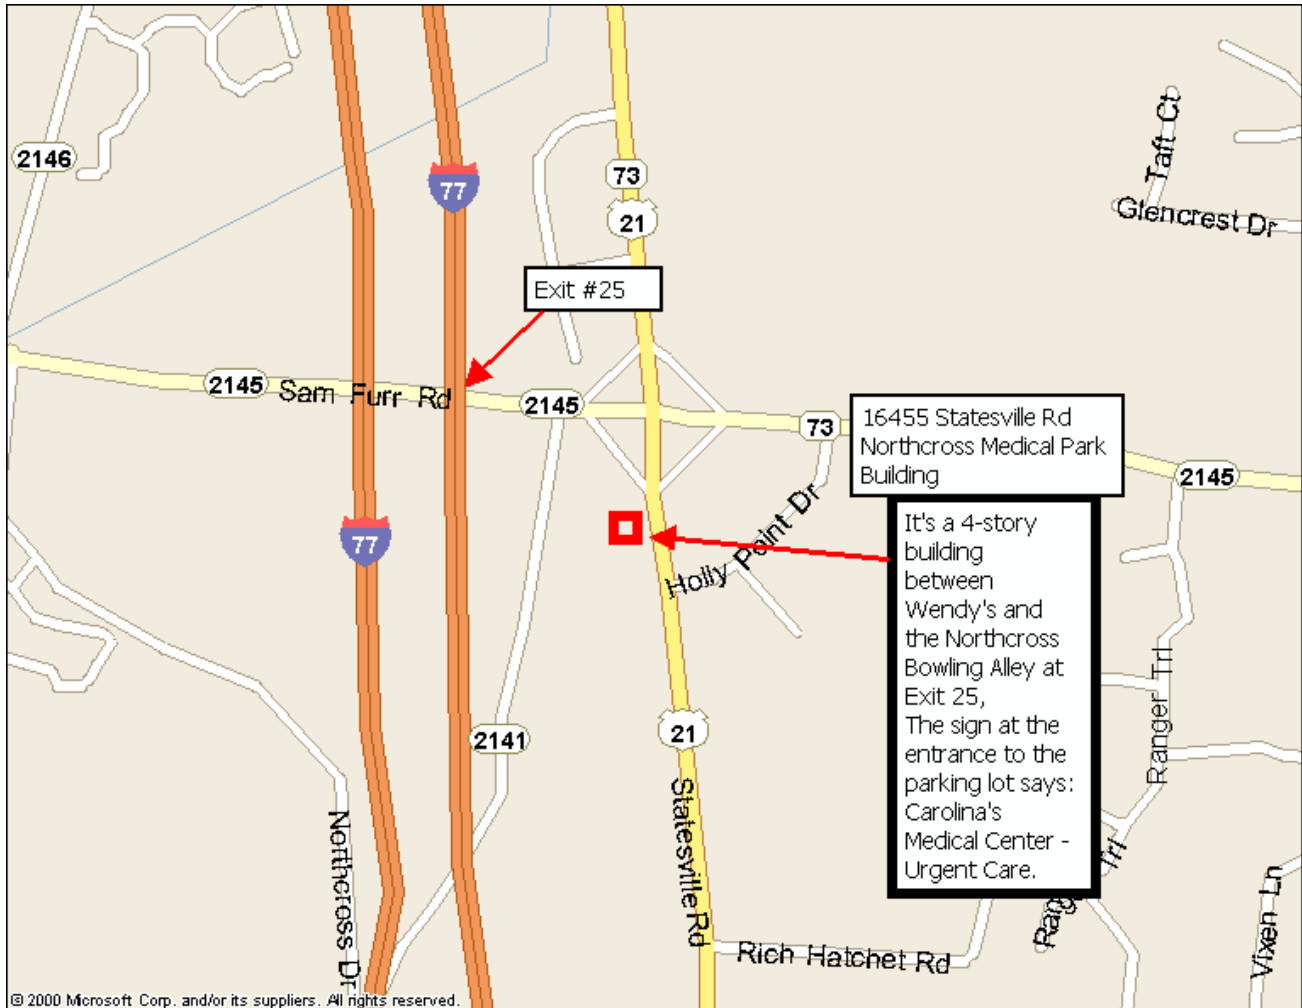 2146
77
73
21
Taft Ct
Glencrest Dr
Exit #25
2145
Sam Furr Rd
2145
73
16455 Statesville Rd
Northcross Medical Park
Building
2145
77
Holly Point Dr
It's a 4-story
building
between
Wendy's and
the Northcross
Bowling Alley at
Exit 25,
The sign at the
entrance to the
parking lot says:
Carolina's
Medical Center -
Urgent Care.
Ranger Trl
2141
21
Statesville Rd
Northcross Dr
Rich Hatchet Rd
Vixen Ln
© 2000 Microsoft Corp. and/or its suppliers. All rights reserved.